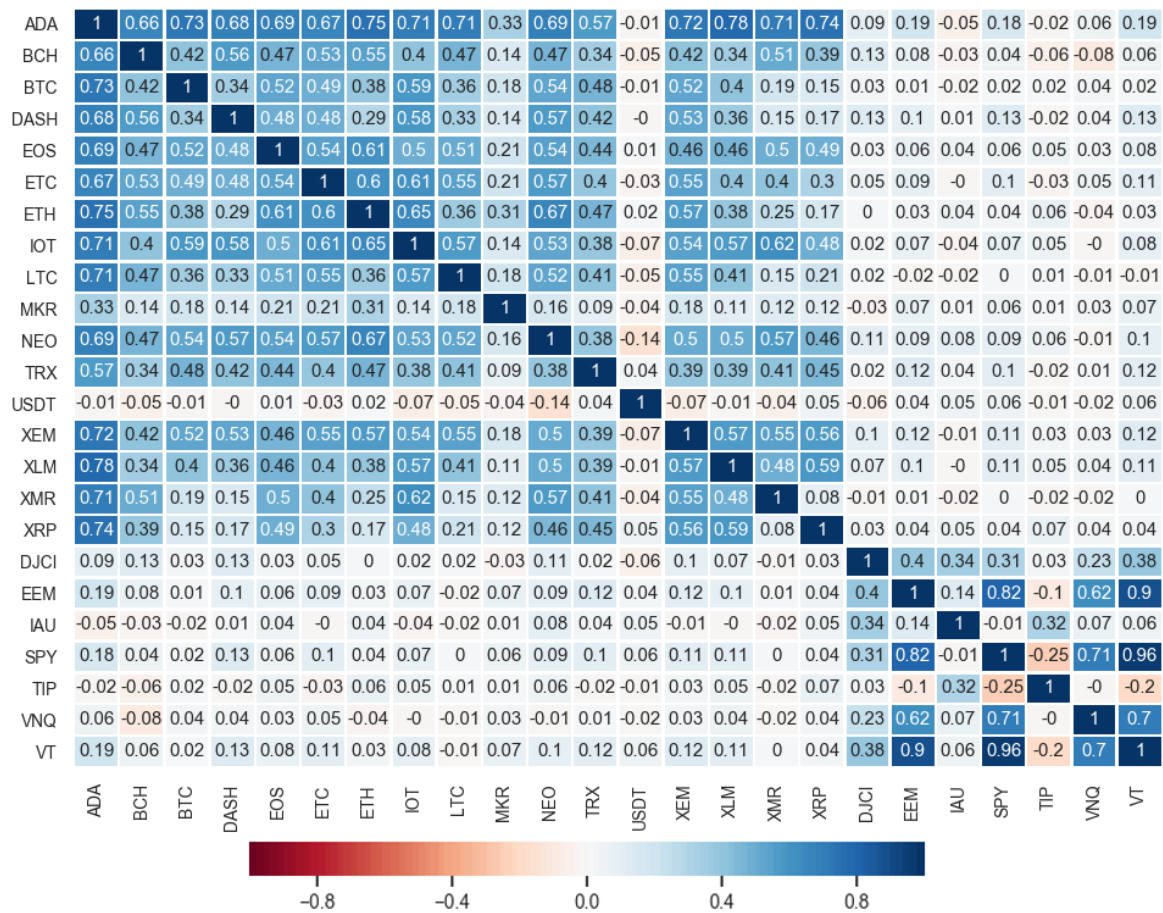 ADA 1 0.66 0.73 0.68 0.69 0.67 0.75 0.71 0.71 0.33 0.69 0.57 -0.01 0.72 0.78 0.71 0.74 0.09 0.19 -0.05 0.18 -0.02 0.06 0.19
BCH 0.66 1 0.42 0.56 0.47 0.53 0.55 0.4 0.47 0.14 0.47 0.34 -0.05 0.42 0.34 0.51 0.39 0.13 0.08 -0.03 0.04 -0.06 -0.08 0.06
BTC 0.73 0.42 1 0.34 0.52 0.49 0.38 0.59 0.36 0.18 0.54 0.48 -0.01 0.52 0.4 0.19 0.15 0.03 0.01 -0.02 0.02 0.02 0.04 0.02
DASH 0.68 0.56 0.34 1 0.48 0.48 0.29 0.58 0.33 0.14 0.57 0.42 -0 0.53 0.36 0.15 0.17 0.13 0.1 0.01 0.13 -0.02 0.04 0.13
EOS 0.69 0.47 0.52 0.48 1 0.54 0.61 0.5 0.51 0.21 0.54 0.44 0.01 0.46 0.46 0.5 0.49 0.03 0.06 0.04 0.06 0.05 0.03 0.08
ETC 0.67 0.53 0.49 0.48 0.54 1 0.6 0.61 0.55 0.21 0.57 0.4 -0.03 0.55 0.4 0.4 0.3 0.05 0.09 -0 0.1 -0.03 0.05 0.11
ETH 0.75 0.55 0.38 0.29 0.61 0.6 1 0.65 0.36 0.31 0.67 0.47 0.02 0.57 0.38 0.25 0.17 0 0.03 0.04 0.04 0.06 -0.04 0.03
IOT 0.71 0.4 0.59 0.58 0.5 0.61 0.65 1 0.57 0.14 0.53 0.38 -0.07 0.54 0.57 0.62 0.48 0.02 0.07 -0.04 0.07 0.05 -0 0.08
LTC 0.71 0.47 0.36 0.33 0.51 0.55 0.36 0.57 1 0.18 0.52 0.41 -0.05 0.55 0.41 0.15 0.21 0.02 -0.02 -0.02 0 0.01 -0.01 -0.01
MKR 0.33 0.14 0.18 0.14 0.21 0.21 0.31 0.14 0.18 1 0.16 0.09 -0.04 0.18 0.11 0.12 0.12 -0.03 0.07 0.01 0.06 0.01 0.03 0.07
NEO 0.69 0.47 0.54 0.57 0.54 0.57 0.67 0.53 0.52 0.16 1 0.38 -0.14 0.5 0.5 0.57 0.46 0.11 0.09 0.08 0.09 0.06 -0.01 0.1
TRX 0.57 0.34 0.48 0.42 0.44 0.4 0.47 0.38 0.41 0.09 0.38 1 0.04 0.39 0.39 0.41 0.45 0.02 0.12 0.04 0.1 -0.02 0.01 0.12
USDT -0.01 -0.05 -0.01 -0 0.01 -0.03 0.02 -0.07 -0.05 -0.04 -0.14 0.04 1 -0.07 -0.01 -0.04 0.05 -0.06 0.04 0.05 0.06 -0.01 -0.02 0.06
XEM 0.72 0.42 0.52 0.53 0.46 0.55 0.57 0.54 0.55 0.18 0.5 0.39 -0.07 1 0.57 0.55 0.56 0.1 0.12 -0.01 0.11 0.03 0.03 0.12
XLM 0.78 0.34 0.4 0.36 0.46 0.4 0.38 0.57 0.41 0.11 0.5 0.39 -0.01 0.57 1 0.48 0.59 0.07 0.1 -0 0.11 0.05 0.04 0.11
XMR 0.71 0.51 0.19 0.15 0.5 0.4 0.25 0.62 0.15 0.12 0.57 0.41 -0.04 0.55 0.48 1 0.08 -0.01 0.01 -0.02 0 -0.02 -0.02 0
XRP 0.74 0.39 0.15 0.17 0.49 0.3 0.17 0.48 0.21 0.12 0.46 0.45 0.05 0.56 0.59 0.08 1 0.03 0.04 0.05 0.04 0.07 0.04 0.04
DJCI 0.09 0.13 0.03 0.13 0.03 0.05 0 0.02 0.02 -0.03 0.11 0.02 -0.06 0.1 0.07 -0.01 0.03 1 0.4 0.34 0.31 0.03 0.23 0.38
EEM 0.19 0.08 0.01 0.1 0.06 0.09 0.03 0.07 -0.02 0.07 0.09 0.12 0.04 0.12 0.1 0.01 0.04 0.4 1 0.14 0.82 -0.1 0.62 0.9
IAU -0.05 -0.03 -0.02 0.01 0.04 -0 0.04 -0.04 -0.02 0.01 0.08 0.04 0.05 -0.01 -0 -0.02 0.05 0.34 0.14 1 -0.01 0.32 0.07 0.06
SPY 0.18 0.04 0.02 0.13 0.06 0.1 0.04 0.07 0 0.06 0.09 0.1 0.06 0.11 0.11 0 0.04 0.31 0.82 -0.01 1 -0.25 0.71 0.96
TIP -0.02 -0.06 0.02 -0.02 0.05 -0.03 0.06 0.05 0.01 0.01 0.06 -0.02 -0.01 0.03 0.05 -0.02 0.07 0.03 -0.1 0.32 -0.25 1 -0 -0.2
VNQ 0.06 -0.08 0.04 0.04 0.03 0.05 -0.04 -0 -0.01 0.03 -0.01 0.01 -0.02 0.03 0.04 -0.02 0.04 0.23 0.62 0.07 0.71 -0 1 0.7
VT 0.19 0.06 0.02 0.13 0.08 0.11 0.03 0.08 -0.01 0.07 0.1 0.12 0.06 0.12 0.11 0 0.04 0.38 0.9 0.06 0.96 -0.2 0.7 1
ADA BCH BTC DASH EOS ETC ETH IOT LTC MKR NEO TRX USDT XEM XLM XMR XRP DJCI EEM IAU SPY TIP VNQ VT
−0.8 −0.4 0.0 0.4 0.8